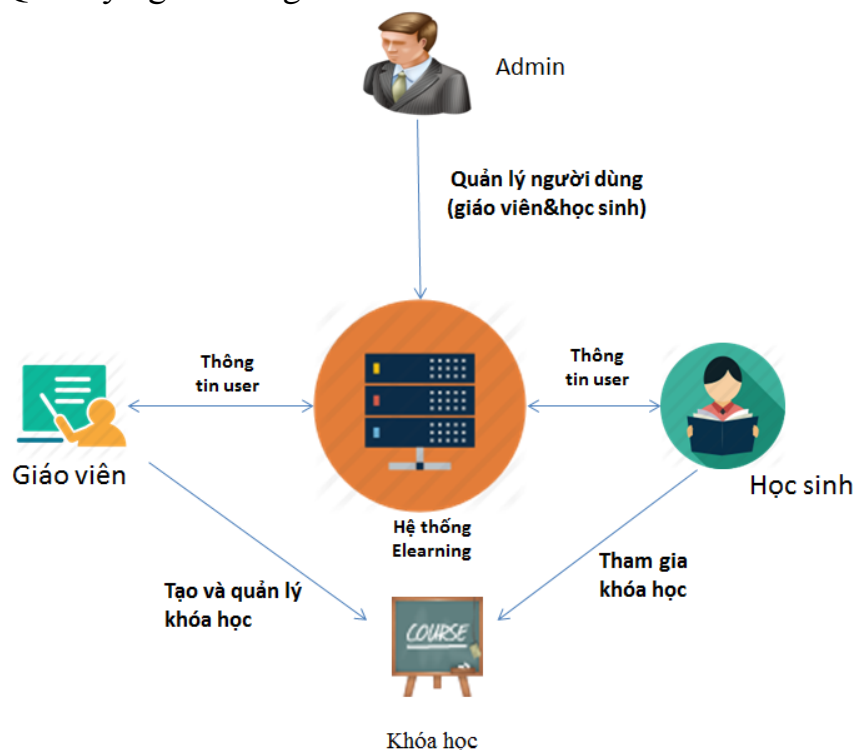 Admin
Quản lý người dùng
(giáo viên&học sinh)
Thông
tin user
Thông
tin user
Giáo viên
Học sinh
Hệ thống
Elearning
Tạo và quản lý
khóa học
Tham gia
khóa học
COURSE
Khóa học